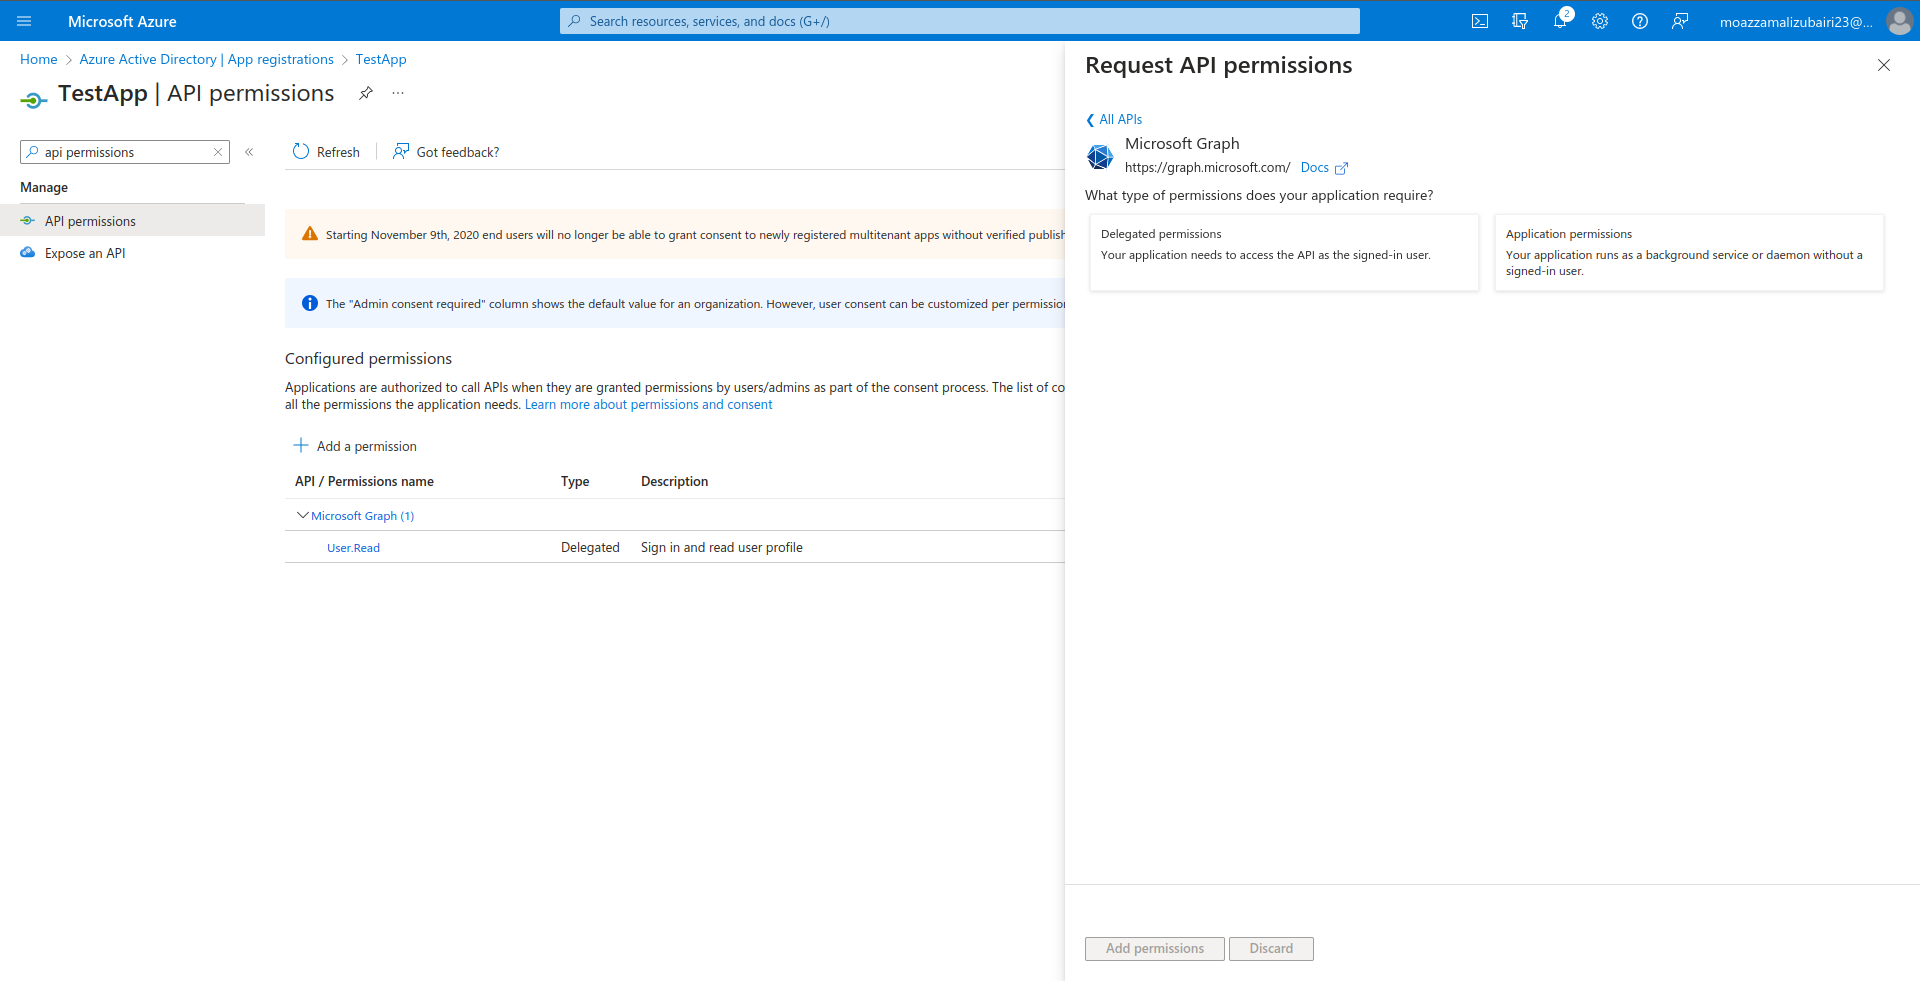 Microsoft Azure
Search resources, services, and docs (G+/)
2
moazzamalizubairi23@...
Home > Azure Active Directory | App registrations > TestApp
TestApp | API permissions
...
api permissions
Manage
API permissions
Expose an API
Refresh
Got feedback?
Starting November 9th, 2020 end users will no longer be able to grant consent to newly registered multitenant apps without verified publish
The "Admin consent required" column shows the default value for an organization. However, user consent can be customized per permission
Configured permissions
Applications are authorized to call APIs when they are granted permissions by users/admins as part of the consent process. The list of co
all the permissions the application needs. Learn more about permissions and consent
Add a permission
API / Permissions name Type Description
Microsoft Graph (1)
User.Read Delegated Sign in and read user profile
Request API permissions
All APIs
Microsoft Graph
https://graph.microsoft.com/ Docs
What type of permissions does your application require?
Delegated permissions
Your application needs to access the API as the signed-in user.
Application permissions
Your application runs as a background service or daemon without a
signed-in user.
Add permissions
Discard